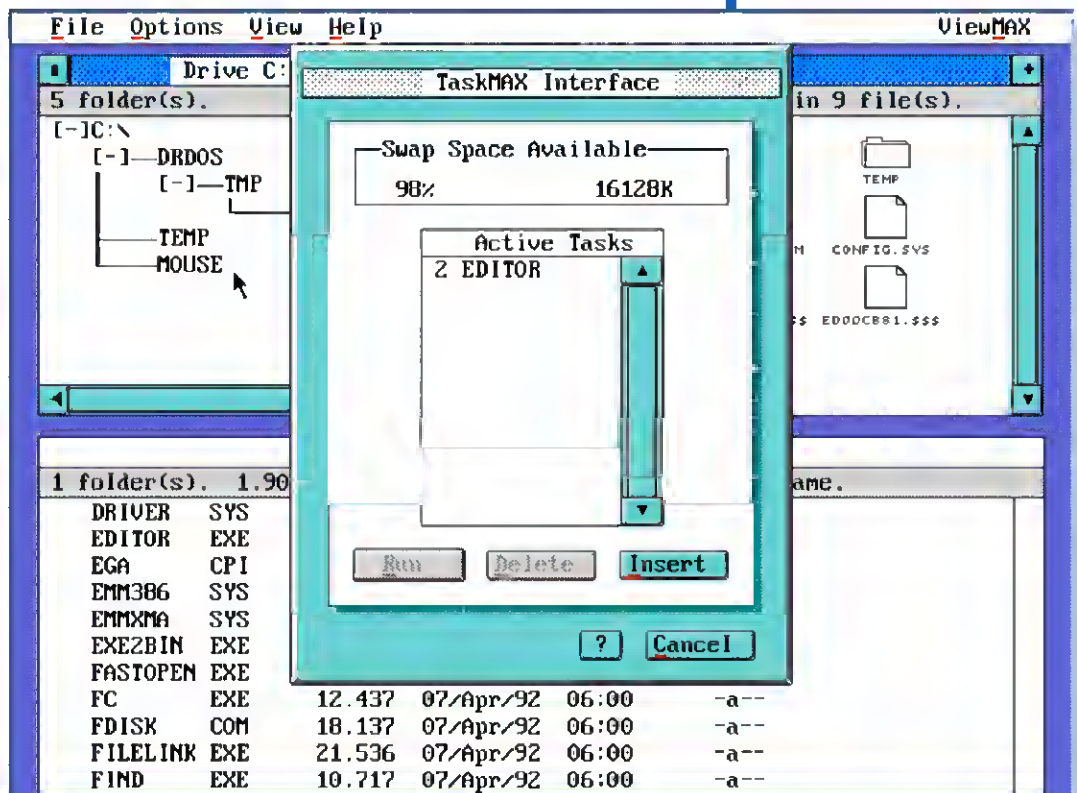 File Options View Help ViewMAX
Drive C:
5 folder(s). in 9 file(s).
[-]C:\
[-] DRDOS
[-] TMP
TEMP
MOUSE
TEMP
M CONFIG.SYS
$$ ED00CB81.$$$
TaskMAX Interface
Swap Space Available
98% 16128K
Active Tasks
2 EDITOR
Run Delete Insert
? Cancel
1 folder(s). 1.90 ame.
DRIVER SYS
EDITOR EXE
EGA CPI
EMM386 SYS
EMMXMA SYS
EXE2BIN EXE
FASTOPEN EXE
FC EXE 12.437 07/Apr/92 06:00 -a--
FDISK COM 18.137 07/Apr/92 06:00 -a--
FILELINK EXE 21.536 07/Apr/92 06:00 -a--
FIND EXE 10.717 07/Apr/92 06:00 -a--